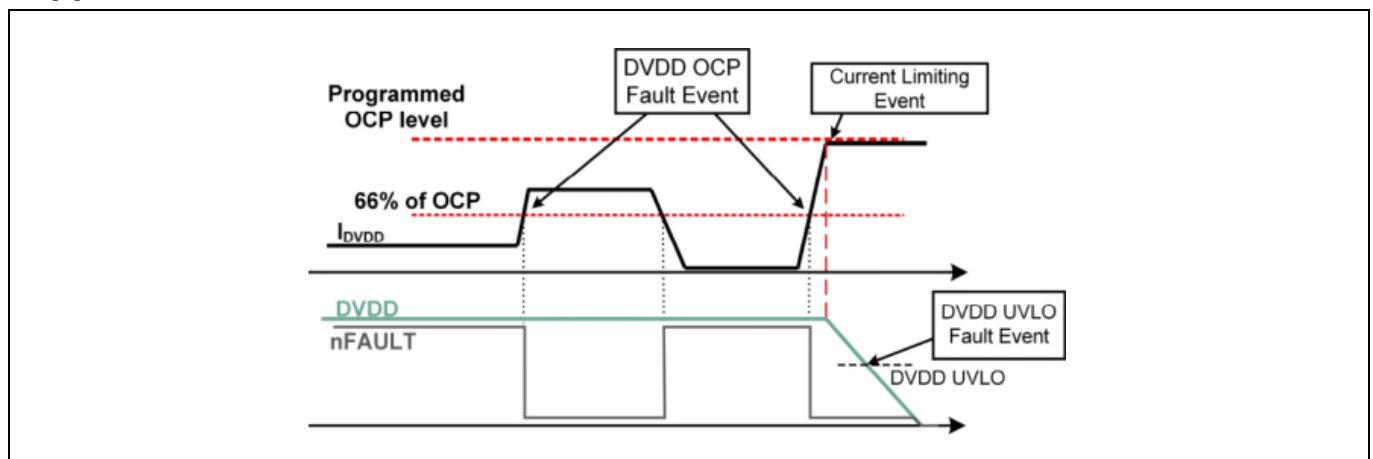 DVDD OCP
Fault Event
Current Limiting
Event
Programmed
OCP level
66% of OCP
IDVDD
DVDD
nFAULT
DVDD UVLO
Fault Event
DVDD UVLO